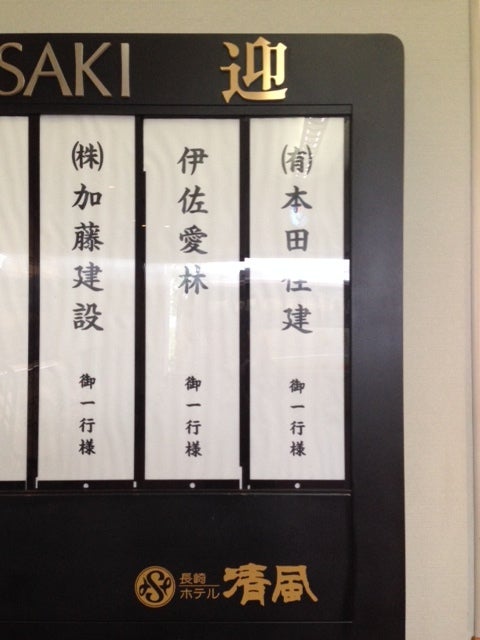 SAKI 迎
㈲本田住建
御一行様
伊佐愛林
御一行様
㈱加藤建設
御一行様
長崎
ホテル
清風